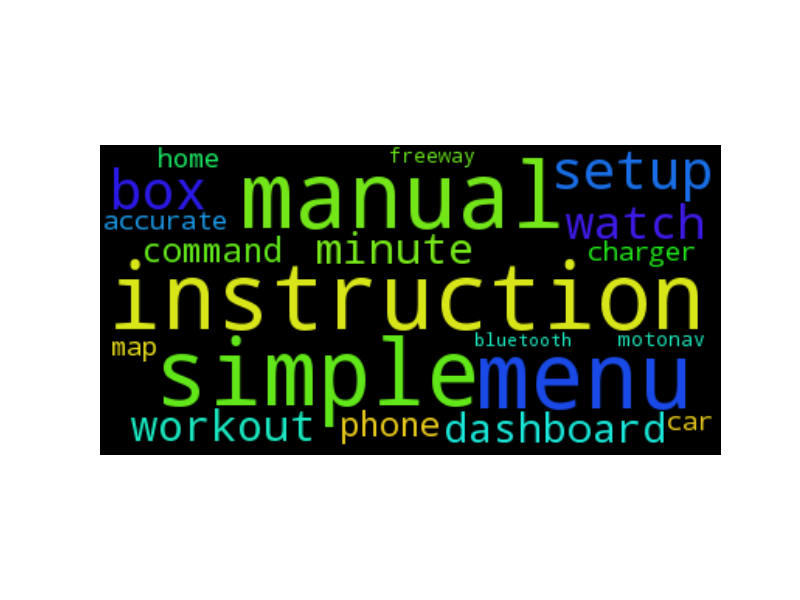 home freeway
box manual setup
accurate watch
command minute charger
instruction
map bluetooth motonav
simple menu
workout phone dashboard car